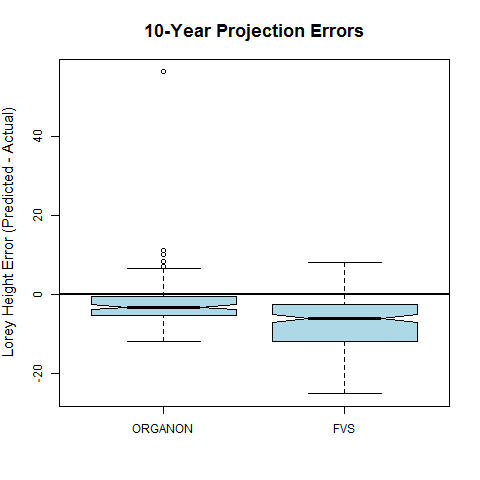 10-Year Projection Errors
Lorey Height Error (Predicted - Actual)
40
20
0
-20
ORGANON
FVS